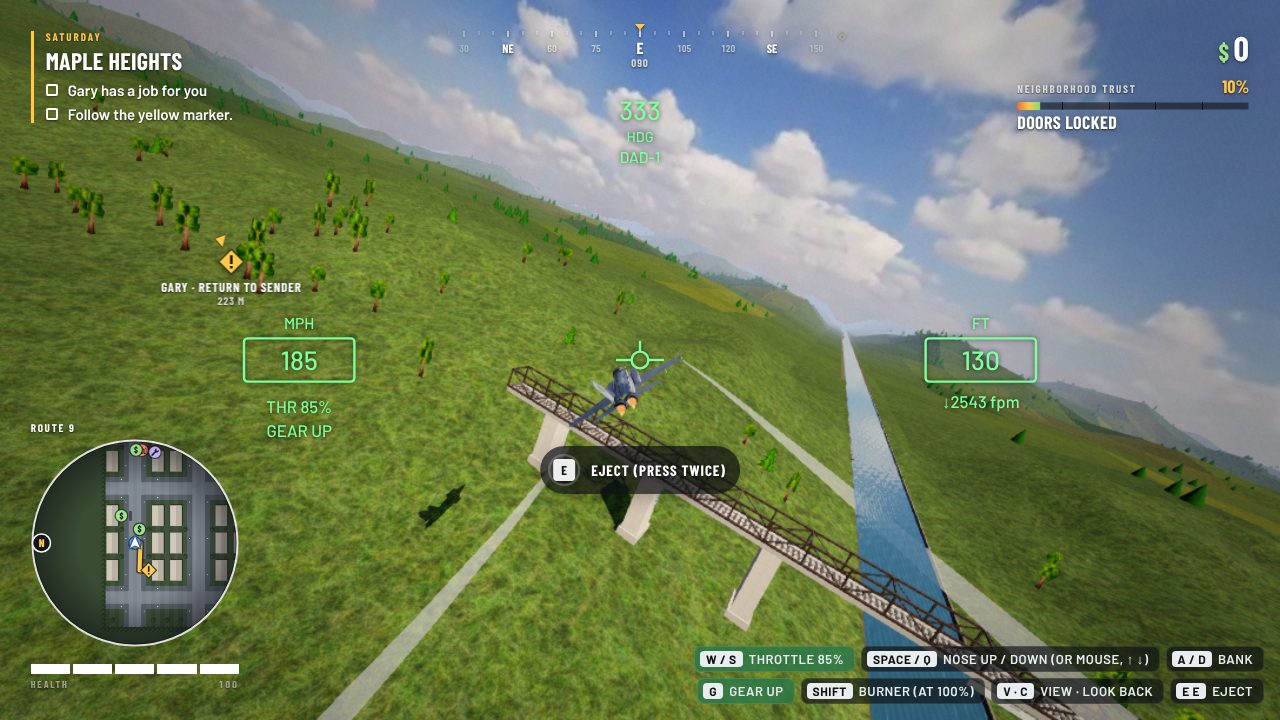 SATURDAY
MAPLE HEIGHTS
Gary has a job for you
Follow the yellow marker.
30 NE 60 75 E 105 120 SE 150
090
333
HDG
DAD-1
$0
NEIGHBORHOOD TRUST 10%
DOORS LOCKED
GARY · RETURN TO SENDER
223 M
MPH
185
THR 85%
GEAR UP
FT
130
↓2543 fpm
E EJECT (PRESS TWICE)
ROUTE 9
N
$
$
$
HEALTH 100
W / S THROTTLE 85% SPACE / Q NOSE UP / DOWN (OR MOUSE, ↑ ↓) A / D BANK
G GEAR UP SHIFT BURNER (AT 100%) V · C VIEW · LOOK BACK E E EJECT